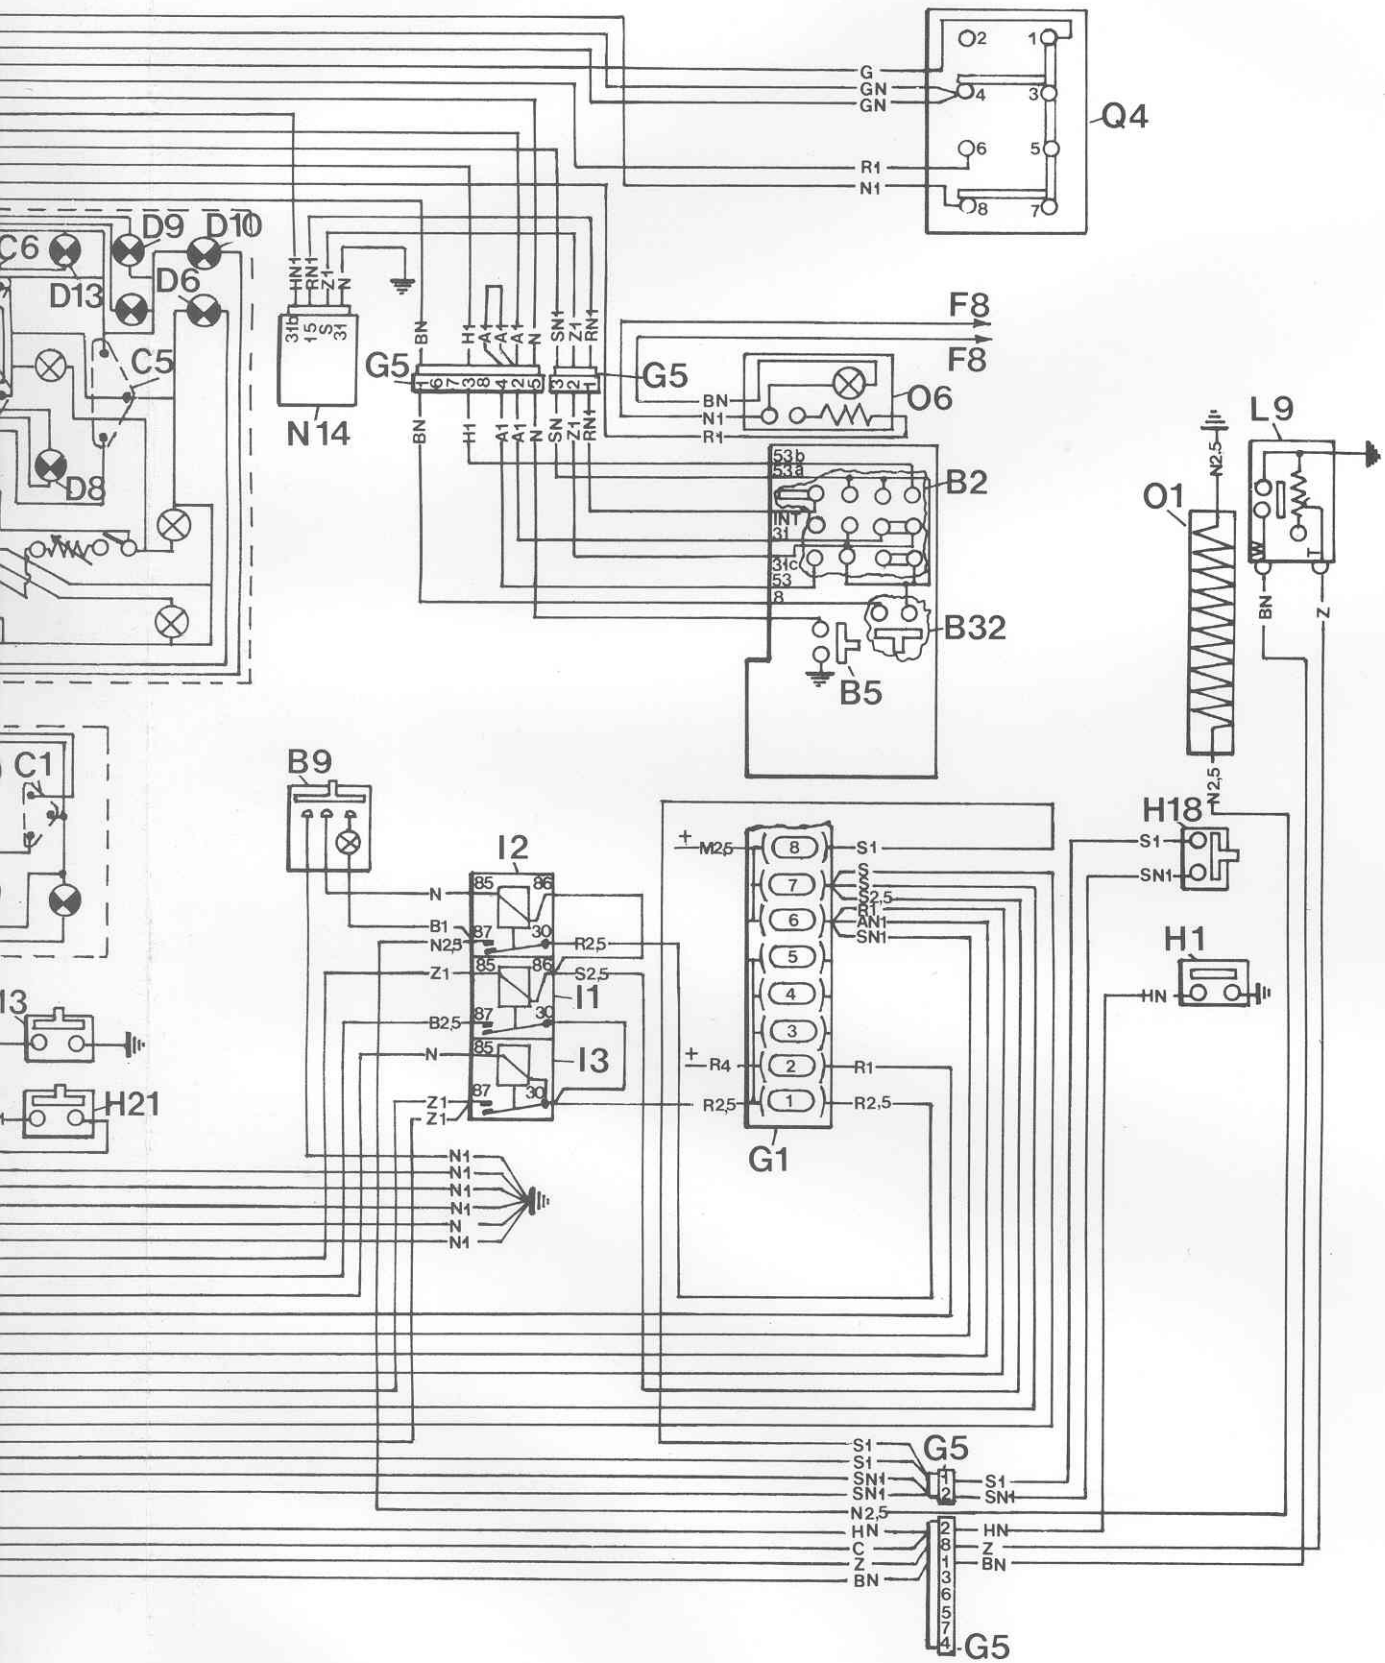 2 1
G
GN 4 3
GN
Q4
6 5
R1
N1
8 7
C6
D9 D10
D13 D6
C5
D8
HN1 RN1 Z1 N
31b 15 S 31
N14
BN H1 A1 A1 A1 N SN1 Z1 RN1
G5 1 6 7 3 8 4 2 5 3 2 1 G5
BN H1 A1 A1 N SN Z1 RN1
F8
F8
BN
N1
R1
O6
53b
53a
INT
31
31c
53
8
B2
B32
B5
L9
N2,5
O1
W T
BN Z
N2,5
C1
B9
I2
N 85 86
B1
N2,5 87 30 R2,5
Z1 85 86 S2,5
I1
B2,5 87 30
N 85
I3
Z1 87 30 R2,5
Z1
+ M2,5 8 S1
7 S
S
S2,5
6 R1
AN1
SN1
5
4
3
+ R4 2 R1
1 R2,5
G1
H18
S1
SN1
H1
HN
13
H21
N1
N1
N1
N1
N
N1
S1
S1
SN1
SN1
G5
1 S1
2 SN1
N2,5
HN 2 HN
C 8 Z
Z 1 BN
BN 3
6
5
7
4 G5